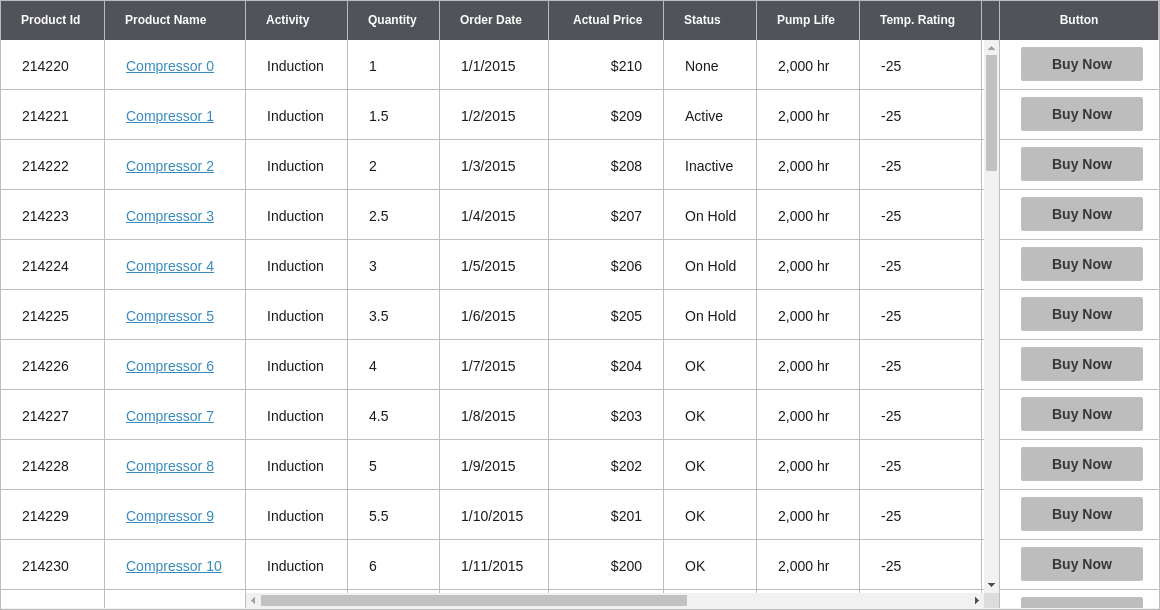 Product Id Product Name Activity Quantity Order Date Actual Price Status Pump Life Temp. Rating Button
214220 Compressor 0 Induction 1 1/1/2015 $210 None 2,000 hr -25 Buy Now
214221 Compressor 1 Induction 1.5 1/2/2015 $209 Active 2,000 hr -25 Buy Now
214222 Compressor 2 Induction 2 1/3/2015 $208 Inactive 2,000 hr -25 Buy Now
214223 Compressor 3 Induction 2.5 1/4/2015 $207 On Hold 2,000 hr -25 Buy Now
214224 Compressor 4 Induction 3 1/5/2015 $206 On Hold 2,000 hr -25 Buy Now
214225 Compressor 5 Induction 3.5 1/6/2015 $205 On Hold 2,000 hr -25 Buy Now
214226 Compressor 6 Induction 4 1/7/2015 $204 OK 2,000 hr -25 Buy Now
214227 Compressor 7 Induction 4.5 1/8/2015 $203 OK 2,000 hr -25 Buy Now
214228 Compressor 8 Induction 5 1/9/2015 $202 OK 2,000 hr -25 Buy Now
214229 Compressor 9 Induction 5.5 1/10/2015 $201 OK 2,000 hr -25 Buy Now
214230 Compressor 10 Induction 6 1/11/2015 $200 OK 2,000 hr -25 Buy Now